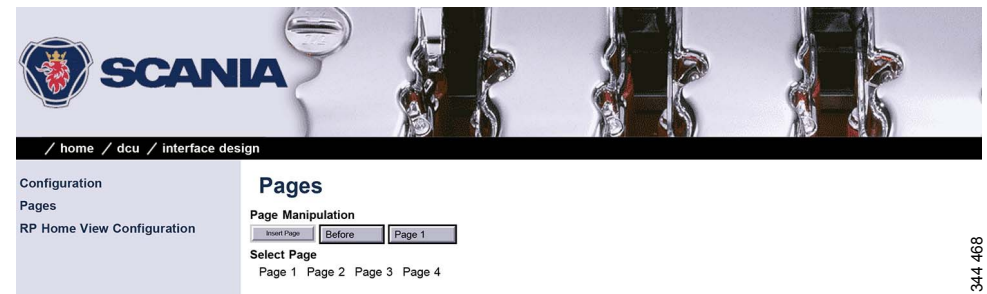 SCANIA
/ home / dcu / interface design
Configuration
Pages
RP Home View Configuration
Pages
Page Manipulation
Insert Page Before Page 1
Select Page
Page 1 Page 2 Page 3 Page 4
344 468